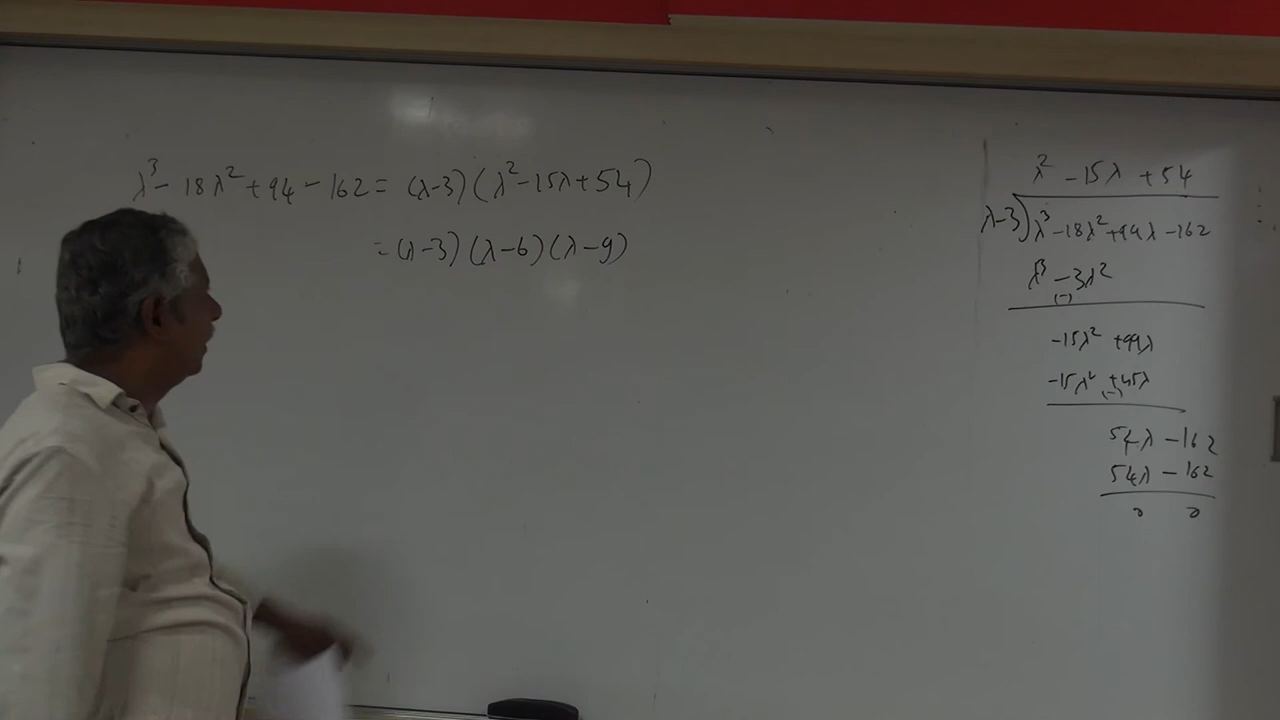 λ³ - 18λ² + 94 - 162 = (λ-3)(λ²-15λ+54)
= (λ-3)(λ-6)(λ-9)
λ² - 15λ + 54
λ-3)λ³-18λ²+99λ-162
λ³ - 3λ²
(-)
-15λ² +99λ
-15λ² +45λ
(-)
54λ - 162
54λ - 162
0 0